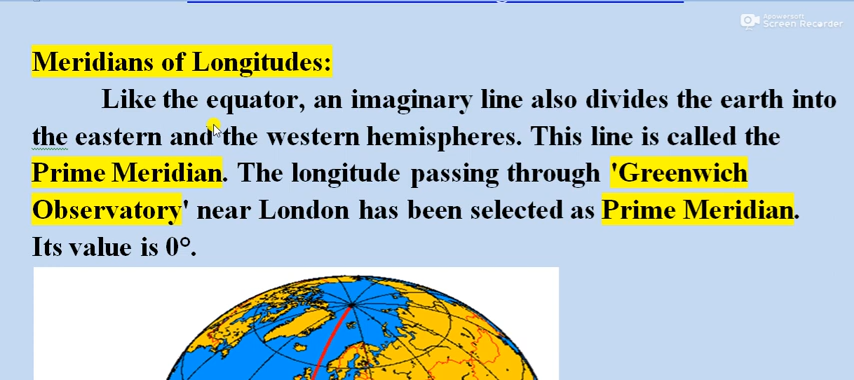 Apowersoft
Screen Recorder
Meridians of Longitudes:
Like the equator, an imaginary line also divides the earth into
the eastern and the western hemispheres. This line is called the
Prime Meridian. The longitude passing through 'Greenwich
Observatory' near London has been selected as Prime Meridian.
Its value is 0°.